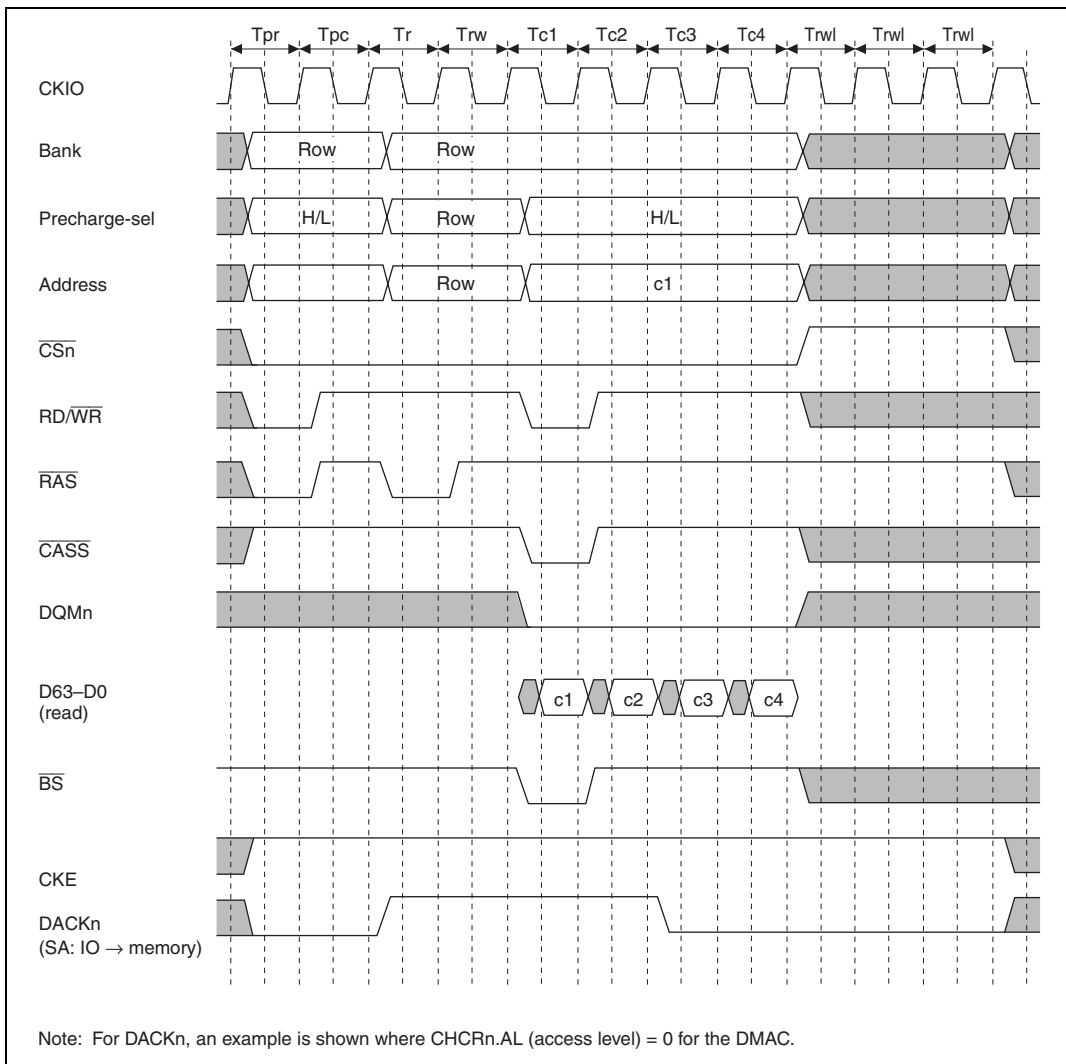 Tpr Tpc Tr Trw Tc1 Tc2 Tc3 Tc4 Trwl Trwl Trwl
CKIO
Bank Row Row
Precharge-sel H/L Row H/L
Address Row c1
CSn
RD/WR
RAS
CASS
DQMn
D63–D0 c1 c2 c3 c4
(read)
BS
CKE
DACKn
(SA: IO → memory)
Note: For DACKn, an example is shown where CHCRn.AL (access level) = 0 for the DMAC.